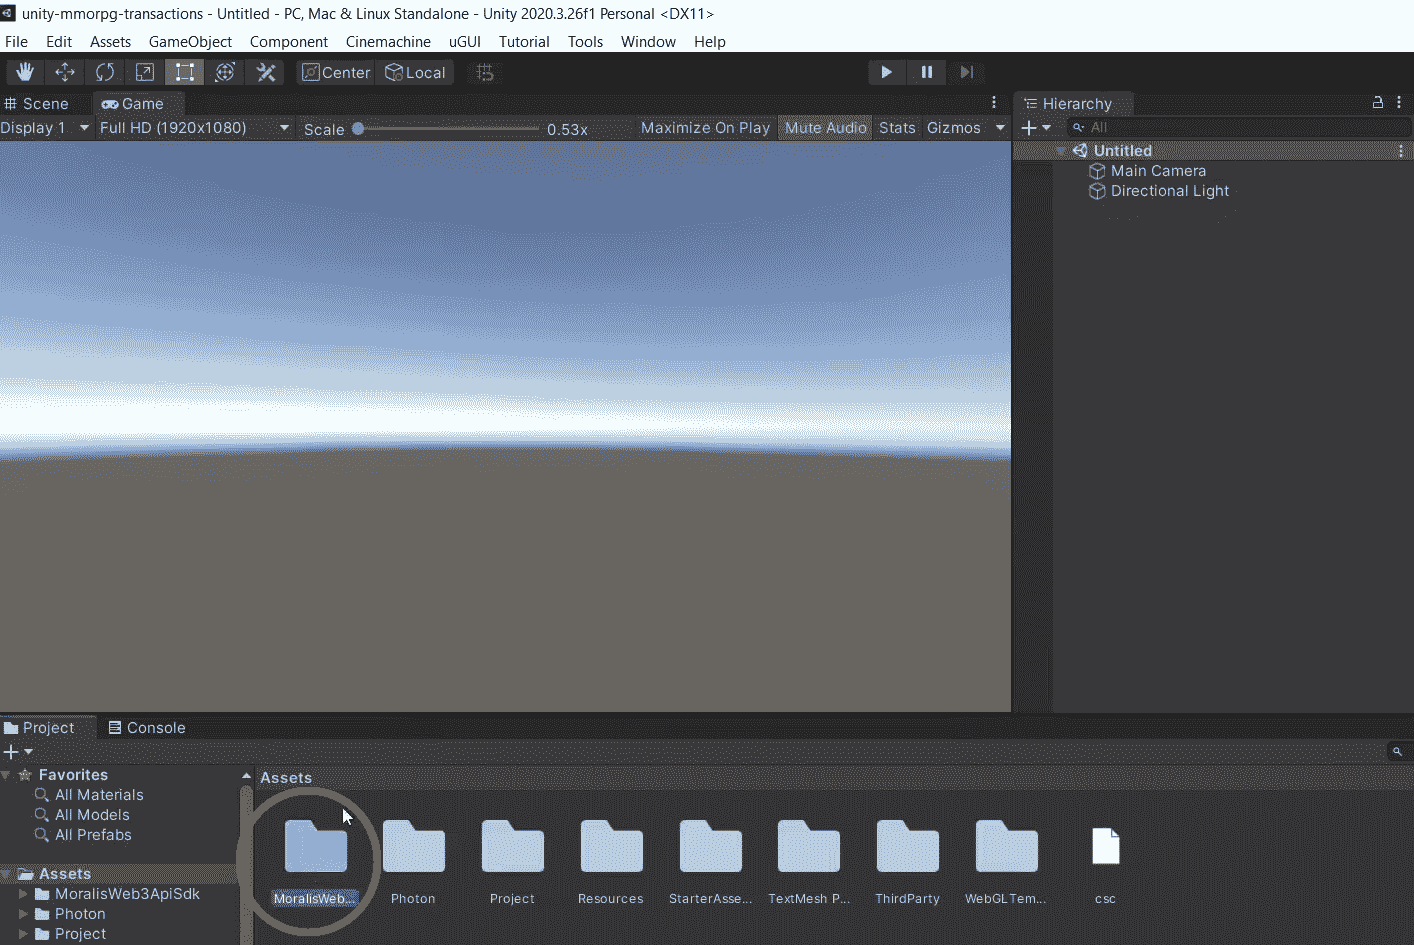 unity-mmorpg-transactions - Untitled - PC, Mac & Linux Standalone - Unity 2020.3.26f1 Personal <DX11>
File Edit Assets GameObject Component Cinemachine uGUI Tutorial Tools Window Help
Center Local
Scene Game Hierarchy
Display 1 Full HD (1920x1080) Scale 0.53x Maximize On Play Mute Audio Stats Gizmos All
Untitled
Main Camera
Directional Light
Project Console
Favorites Assets
All Materials
All Models
All Prefabs
Assets
MoralisWeb3ApiSdk
Photon
Project
MoralisWeb... Photon Project Resources StarterAsse... TextMesh P... ThirdParty WebGLTem... csc